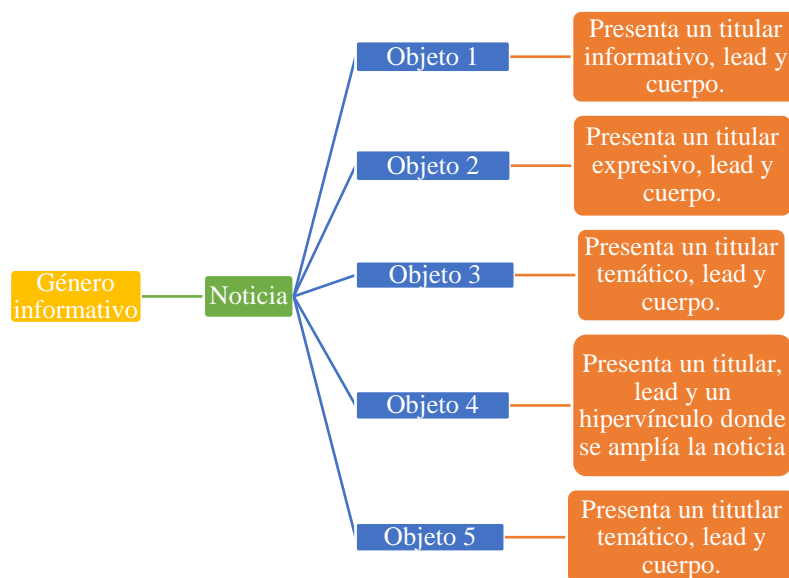 Género
informativo
Noticia
Objeto 1
Presenta un titular
informativo, lead y
cuerpo.
Objeto 2
Presenta un titular
expresivo, lead y
cuerpo.
Objeto 3
Presenta un titular
temático, lead y
cuerpo.
Objeto 4
Presenta un titular,
lead y un
hipervínculo donde
se amplía la noticia
Objeto 5
Presenta un titutlar
temático, lead y
cuerpo.